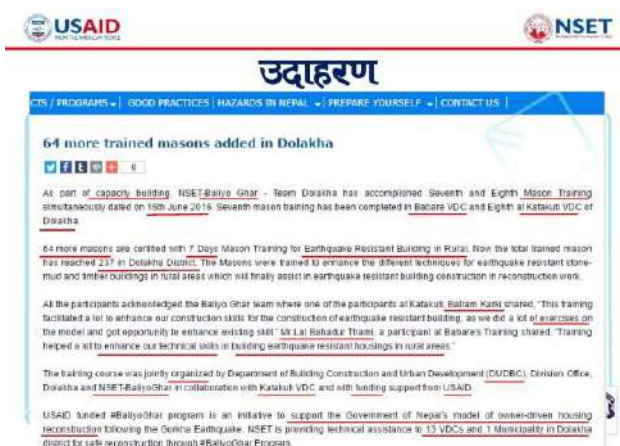 USAID
FROM THE AMERICAN PEOPLE
NSET
उदाहरण
CTS / PROGRAMS | GOOD PRACTICES | HAZARDS IN NEPAL | PREPARE YOURSELF | CONTACT US |
64 more trained masons added in Dolakha
6
As part of capacity building, NSET-Baliyo Ghar - Team Dolakha has accomplished Seventh and Eighth Mason Training
simultaneously dated on 16th June 2016. Seventh mason training has been completed in Babare VDC and Eighth at Katakuti VDC of
Dolakha.
64 more masons are certified with 7 Days Mason Training for Earthquake Resistant Building in Rural. Now the total trained mason
has reached 237 in Dolakha District. The Masons were trained to enhance the different techniques for earthquake resistant stone-
mud and timber buildings in rural areas which will finally assist in earthquake resistant building construction in reconstruction work.
All the participants acknowledged the Baliyo Ghar team where one of the participants at Katakuti, Ballram Karki shared, "This training
facilitated a lot to enhance our construction skills for the construction of earthquake resistant building, as we did a lot of exercises on
the model and got opportunity to enhance existing skill." Mr Lal Bahadur Thami, a participant at Babare's Training shared, "Training
helped a lot to enhance our technical skills in building earthquake resistant housings in rural areas."
The training course was jointly organized by Department of Building Construction and Urban Development (DUDBC), Division Office,
Dolakha and NSET-BaliyoGhar in collaboration with Katakuti VDC and with funding support from USAID.
USAID funded #BaliyoGhar program is an initiative to support the Government of Nepal's model of owner-driven housing
reconstruction following the Gorkha Earthquake. NSET is providing technical assistance to 13 VDCs and 1 Municipality in Dolakha
district for safe reconstruction through #BaliyoGhar Program.